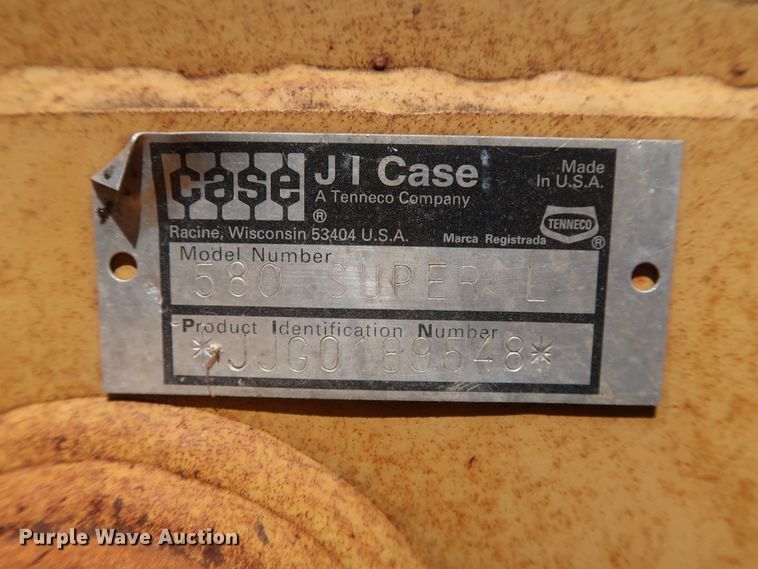 case
J I Case
A Tenneco Company
®
Racine, Wisconsin 53404 U.S.A.
Made
In U.S.A.
TENNECO
Marca Registrada ®
Model Number
580 SUPER L
Product Identification Number
*JJG0189548*
Purple Wave Auction